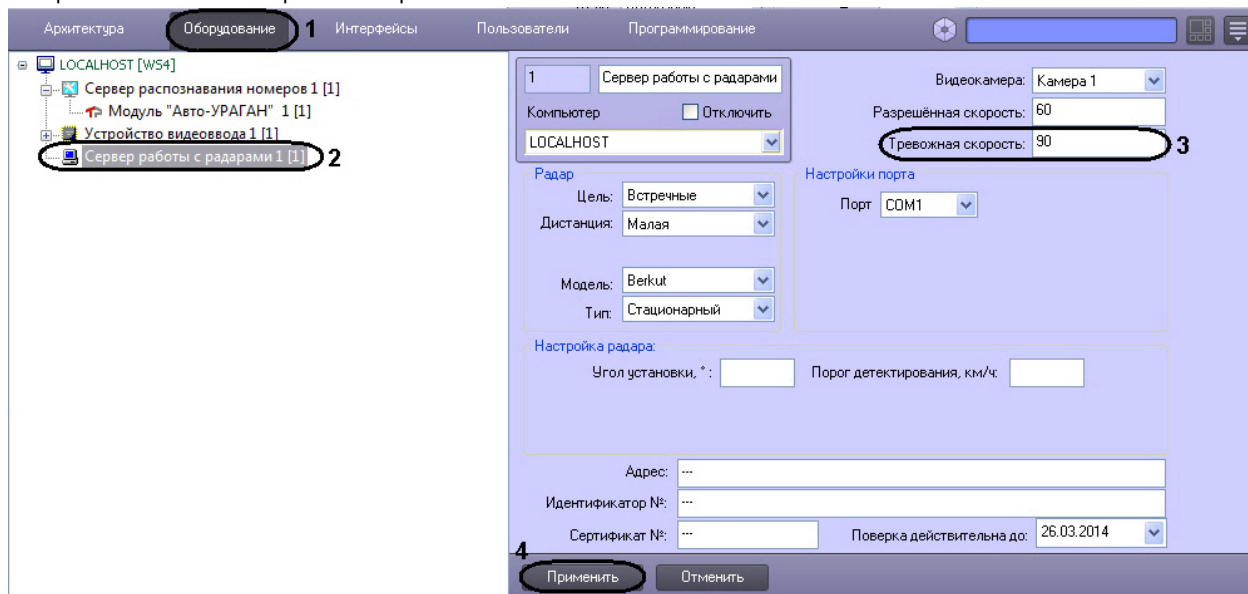 Архитектура Оборудование 1 Интерфейсы Пользователи Программирование
LOCALHOST [WS4]
Сервер распознавания номеров 1 [1]
Модуль "Авто-УРАГАН" 1 [1]
Устройство видеоввода 1 [1]
Сервер работы с радарами 1 [1] 2
1 Сервер работы с радарами
Компьютер Отключить
LOCALHOST
Видеокамера: Камера 1
Разрешённая скорость: 60
Тревожная скорость: 90 3
Радар
Цель: Встречные
Дистанция: Малая
Модель: Berkut
Тип: Стационарный
Настройки порта
Порт COM1
Настройка радара:
Угол установки, ° : Порог детектирования, км/ч:
Адрес: ---
Идентификатор №: ---
Сертификат №: --- Поверка действительна до: 26.03.2014
4
Применить Отменить